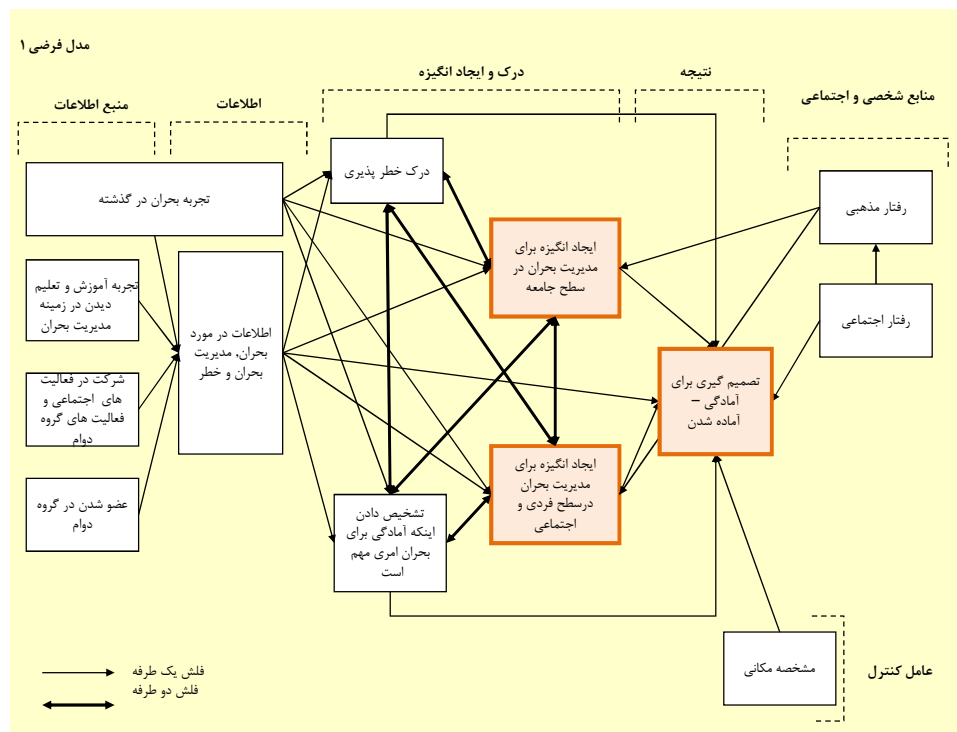 مدل فرضی ۱
منابع شخصی و اجتماعی
نتیجه
درک و ایجاد انگیزه
اطلاعات
منبع اطلاعات
رفتار مذهبی
رفتار اجتماعی
درک خطر پذیری
ایجاد انگیزه برای
مدیریت بحران در
سطح جامعه
تصمیم گیری برای
آمادگی –
آماده شدن
ایجاد انگیزه برای
مدیریت بحران
درسطح فردی و
اجتماعی
تشخیص دادن
اینکه آمادگی برای
بحران امری مهم
است
تجربه بحران در گذشته
اطلاعات در مورد
بحران, مدیریت
بحران و خطر
تجربه آموزش و تعلیم
دیدن در زمینه
مدیریت بحران
شرکت در فعالیت
های اجتماعی و
فعالیت های گروه
دوام
عضو شدن در گروه
دوام
عامل کنترل
مشخصه مکانی
فلش یک طرفه
فلش دو طرفه